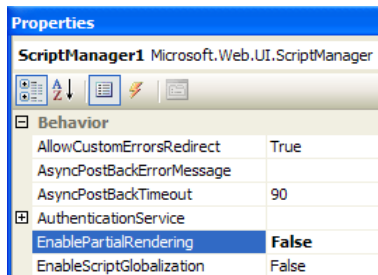 Properties
ScriptManager1 Microsoft.Web.UI.ScriptManager
Behavior
AllowCustomErrorsRedirect True
AsyncPostBackErrorMessage
AsyncPostBackTimeout 90
AuthenticationService
EnablePartialRendering False
EnableScriptGlobalization False